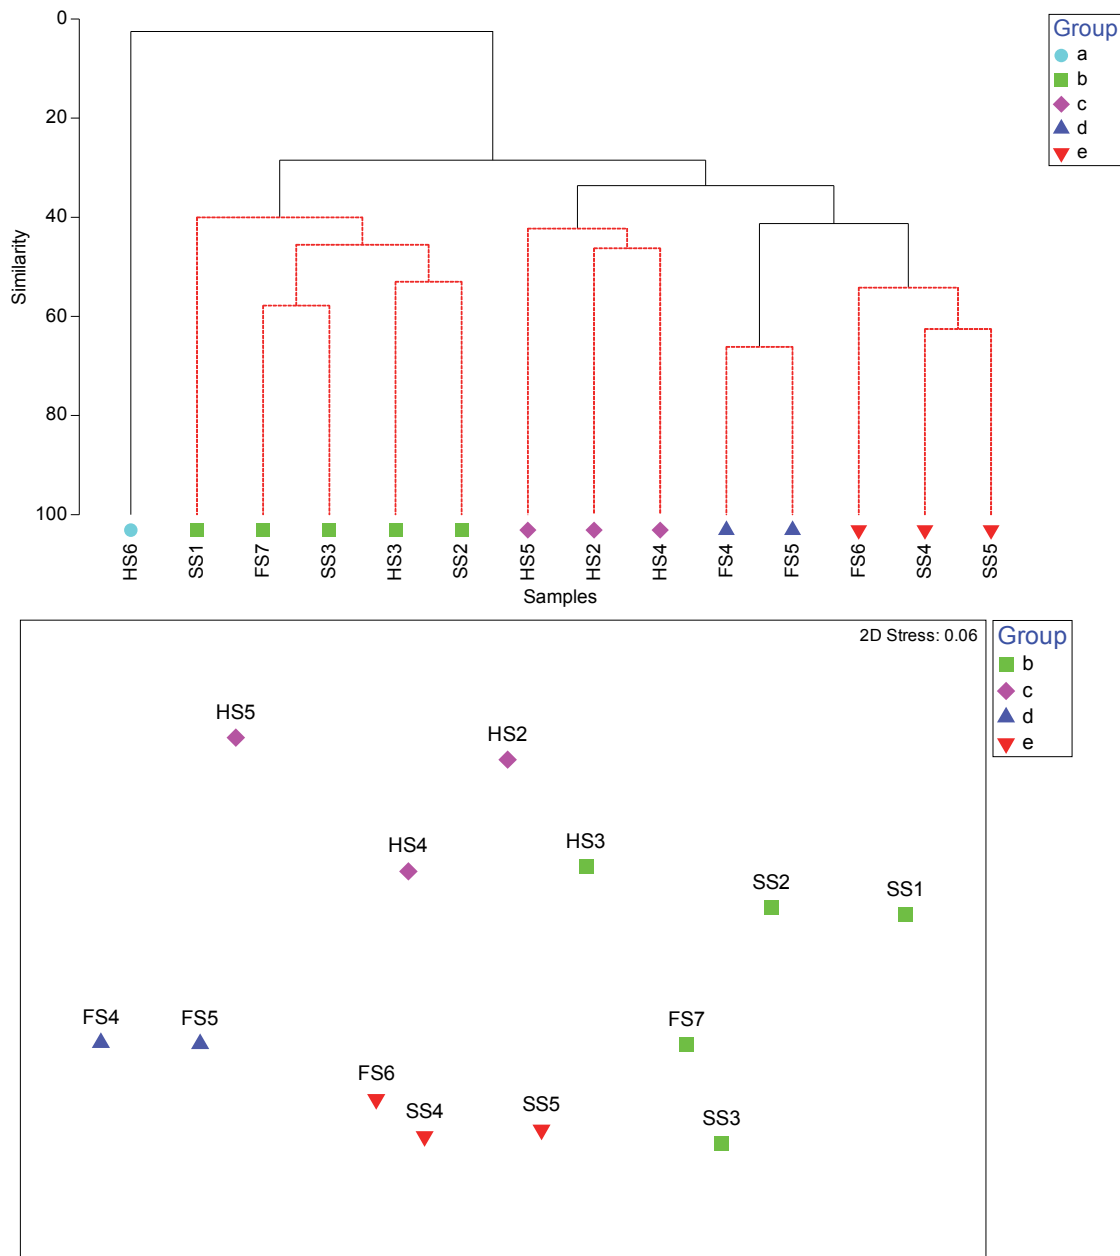 0
20
40
60
80
100
Similarity
HS6 SS1 FS7 SS3 HS3 SS2 HS5 HS2 HS4 FS4 FS5 FS6 SS4 SS5
Samples
Group
a
b
c
d
e
2D Stress: 0.06
HS5
HS2
HS4
HS3
SS2
SS1
FS4
FS5
FS7
FS6
SS4
SS5
SS3
Group
b
c
d
e